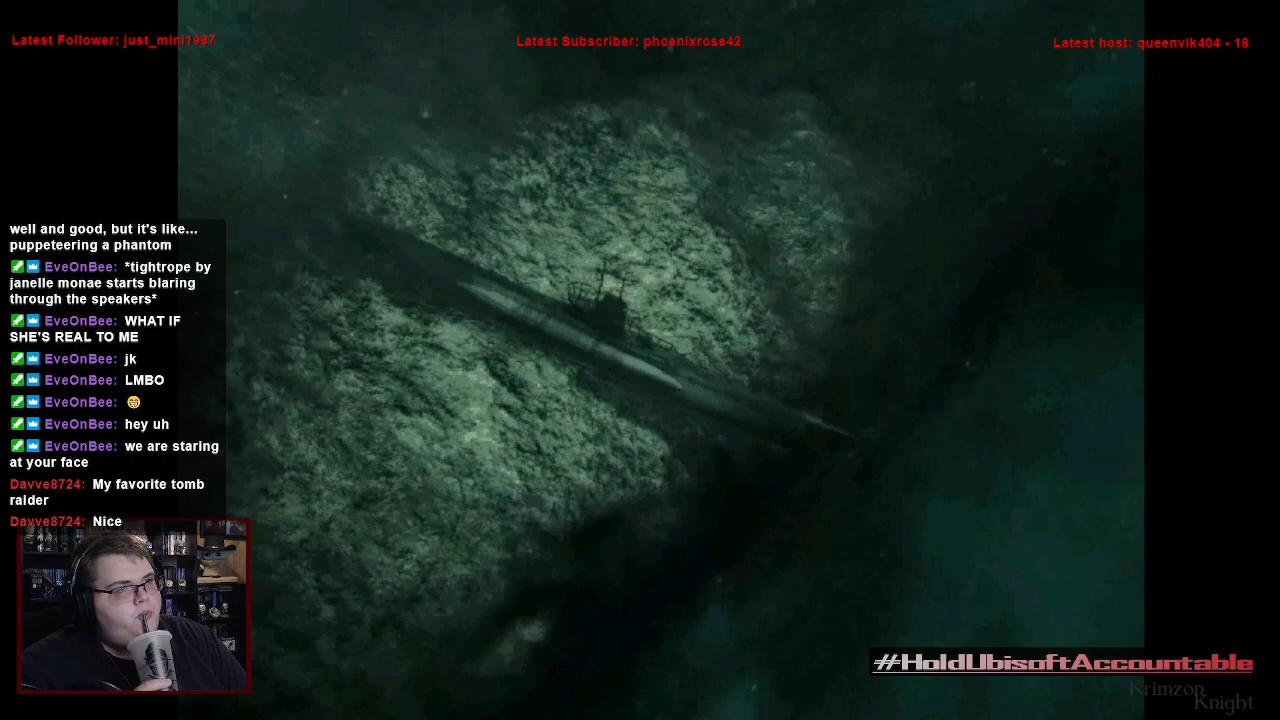 Latest Follower: just_mini1987
Latest Subscriber: phoenixrose42
Latest host: queenvik404 - 18
well and good, but it's like...
puppeteering a phantom
EveOnBee: *tightrope by
janelle monae starts blaring
through the speakers*
EveOnBee: WHAT IF
SHE'S REAL TO ME
EveOnBee: jk
EveOnBee: LMBO
EveOnBee: 😁
EveOnBee: hey uh
EveOnBee: we are staring
at your face
Davve8724: My favorite tomb
raider
Davve8724: Nice
#HoldUbisoftAccountable
Krimzon
Knight